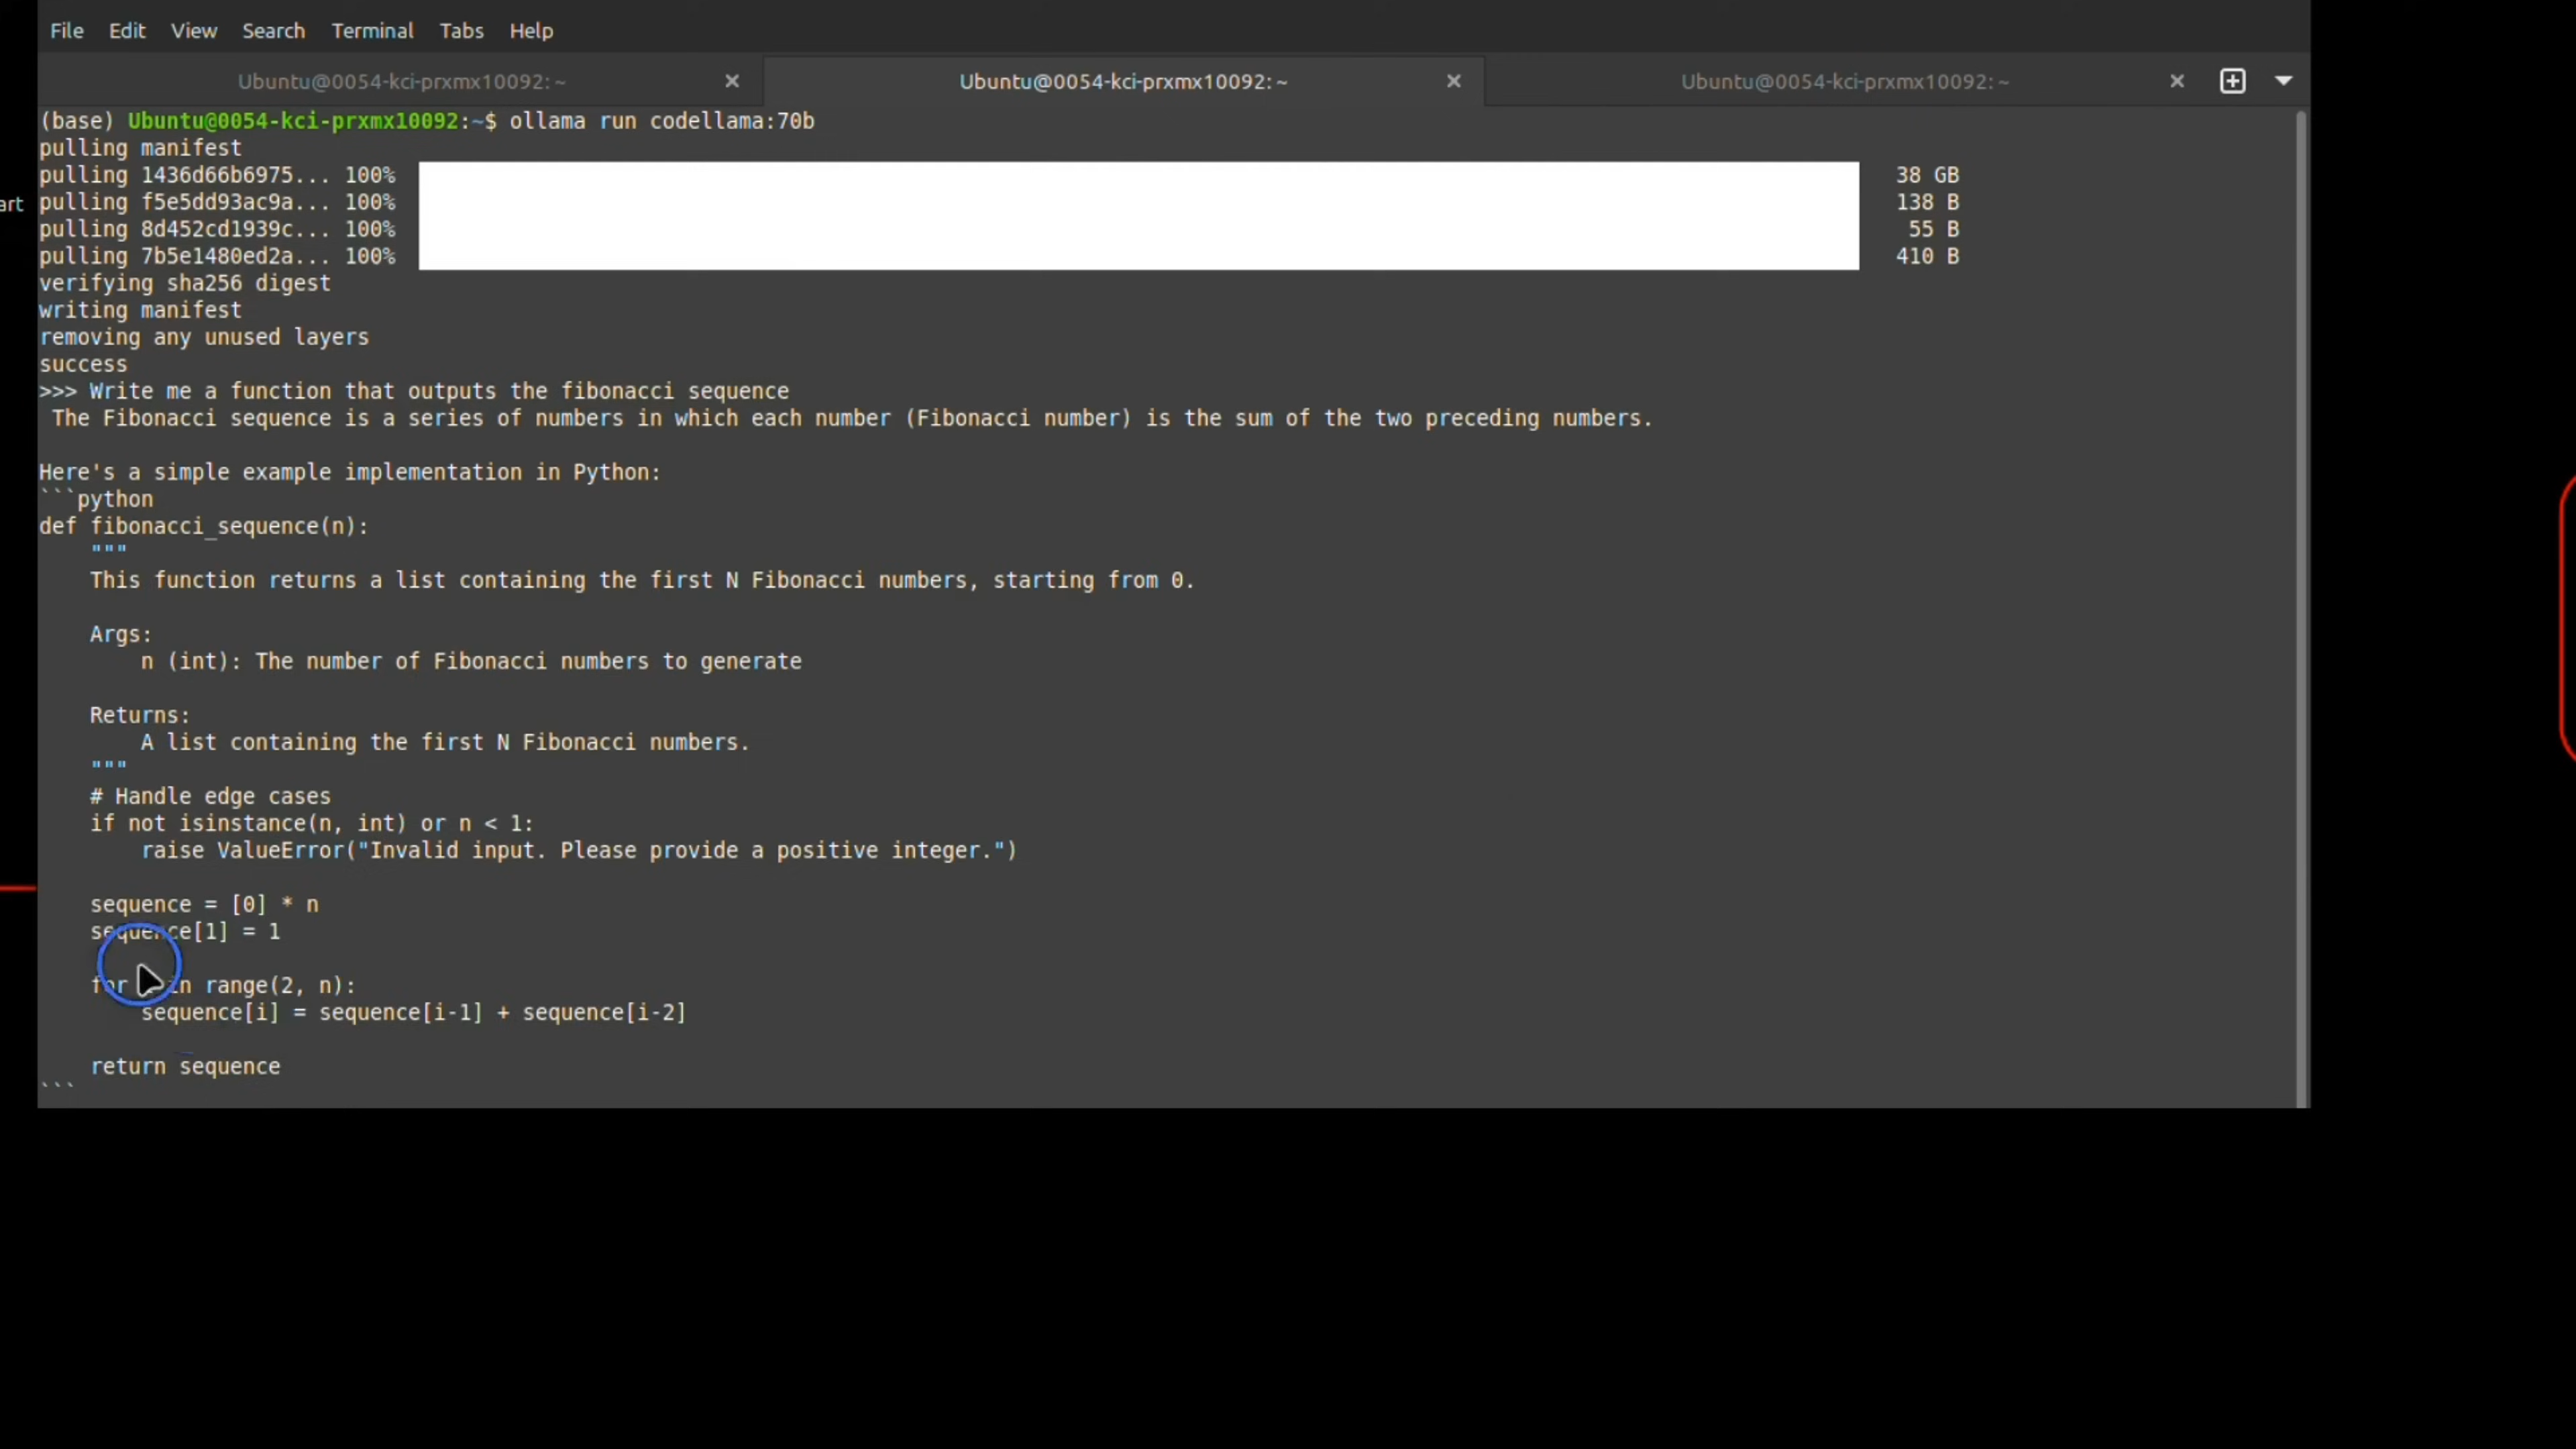 File Edit View Search Terminal Tabs Help
Ubuntu@0054-kci-prxmx10092: ~ Ubuntu@0054-kci-prxmx10092: ~ Ubuntu@0054-kci-prxmx10092: ~
(base) Ubuntu@0054-kci-prxmx10092:~$ ollama run codellama:70b
pulling manifest
pulling 1436d66b6975... 100% 38 GB
art
pulling f5e5dd93ac9a... 100% 138 B
pulling 8d452cd1939c... 100% 55 B
pulling 7b5e1480ed2a... 100% 410 B
verifying sha256 digest
writing manifest
removing any unused layers
success
>>> Write me a function that outputs the fibonacci sequence
The Fibonacci sequence is a series of numbers in which each number (Fibonacci number) is the sum of the two preceding numbers.
Here's a simple example implementation in Python:
```python
def fibonacci_sequence(n):
    """
    This function returns a list containing the first N Fibonacci numbers, starting from 0.
    Args:
        n (int): The number of Fibonacci numbers to generate
    Returns:
        A list containing the first N Fibonacci numbers.
    """
    # Handle edge cases
    if not isinstance(n, int) or n < 1:
        raise ValueError("Invalid input. Please provide a positive integer.")
    sequence = [0] * n
    sequence[1] = 1
    for in range(2, n):
        sequence[i] = sequence[i-1] + sequence[i-2]
    return sequence
```